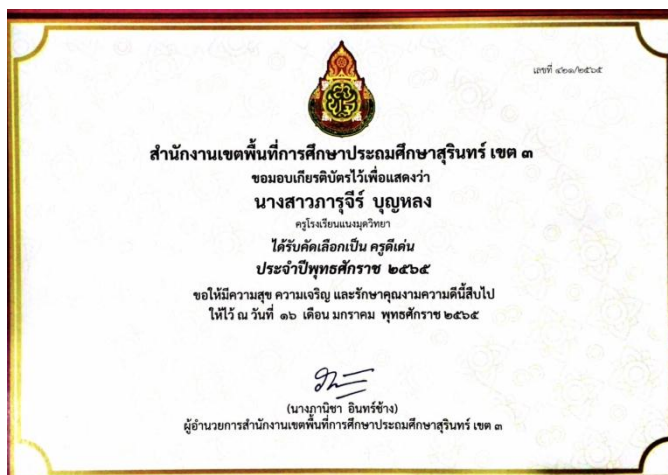 เลขที่ ๔๒๑/๒๕๖๕
สำนักงานเขตพื้นที่การศึกษาประถมศึกษาสุรินทร์ เขต ๓
ขอมอบเกียรติบัตรไว้เพื่อแสดงว่า
นางสาวภารุจีร์ บุญหลง
ครูโรงเรียนแนงมุดวิทยา
ได้รับคัดเลือกเป็น ครูดีเด่น
ประจำปีพุทธศักราช ๒๕๖๕
ขอให้มีความสุข ความเจริญ และรักษาคุณงามความดีนี้สืบไป
ให้ไว้ ณ วันที่ ๑๖ เดือน มกราคม พุทธศักราช ๒๕๖๕
(นางภานิชา อินทร์ช้าง)
ผู้อำนวยการสำนักงานเขตพื้นที่การศึกษาประถมศึกษาสุรินทร์ เขต ๓